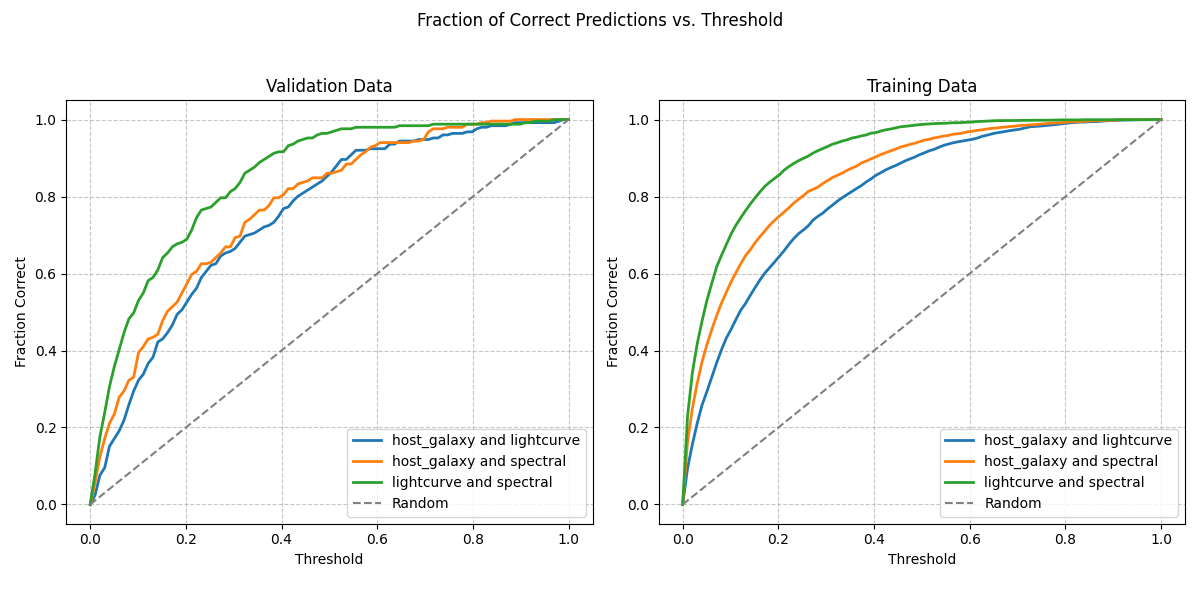 Fraction of Correct Predictions vs. Threshold
Validation Data
Fraction Correct
1.0
0.8
0.6
0.4
0.2
0.0
host_galaxy and lightcurve
host_galaxy and spectral
lightcurve and spectral
Random
0.0 0.2 0.4 0.6 0.8 1.0
Threshold
Training Data
Fraction Correct
1.0
0.8
0.6
0.4
0.2
0.0
host_galaxy and lightcurve
host_galaxy and spectral
lightcurve and spectral
Random
0.0 0.2 0.4 0.6 0.8 1.0
Threshold